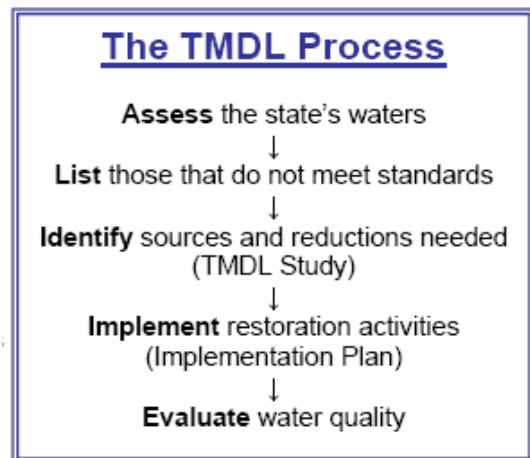 The TMDL Process
Assess the state's waters
↓
List those that do not meet standards
↓
Identify sources and reductions needed
(TMDL Study)
↓
Implement restoration activities
(Implementation Plan)
↓
Evaluate water quality